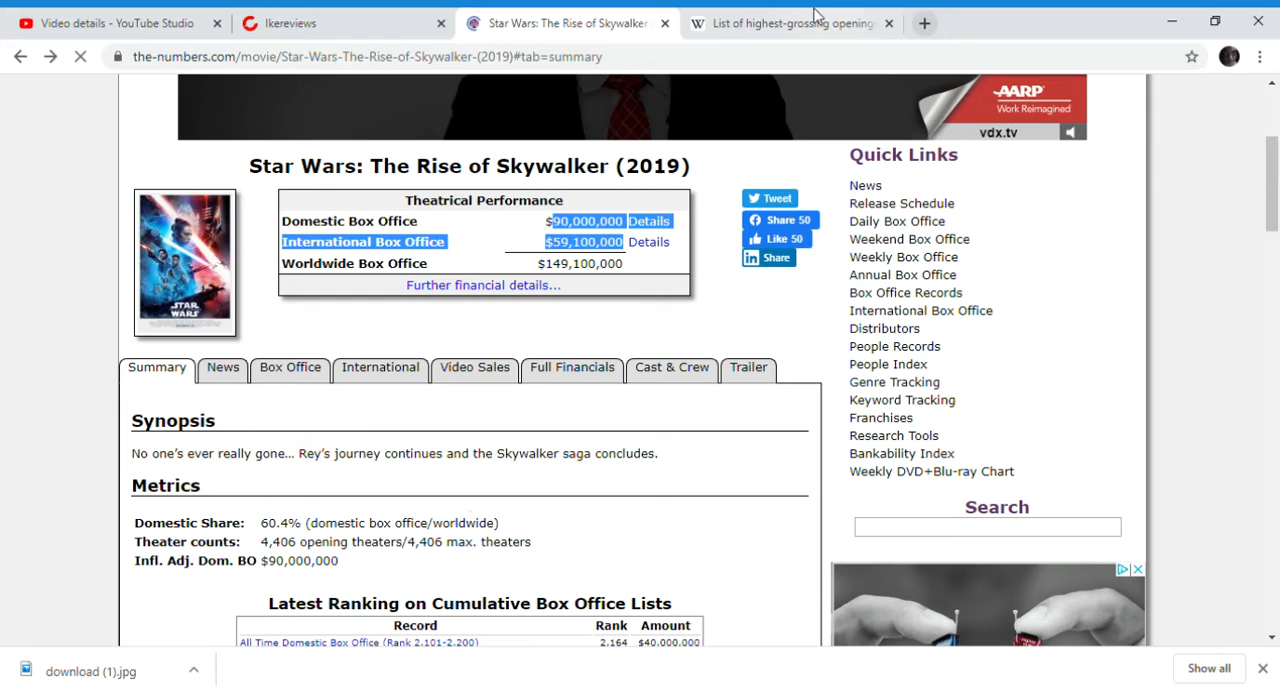 Video details - YouTube Studio
Ikereviews
Star Wars: The Rise of Skywalker
List of highest-grossing openings
the-numbers.com/movie/Star-Wars-The-Rise-of-Skywalker-(2019)#tab=summary
AARP
Work Reimagined
vdx.tv
Star Wars: The Rise of Skywalker (2019)
Theatrical Performance
Domestic Box Office $90,000,000 Details
International Box Office $59,100,000 Details
Worldwide Box Office $149,100,000
Further financial details...
STAR WARS
Tweet
Share 50
Like 50
Share
Quick Links
News
Release Schedule
Daily Box Office
Weekend Box Office
Weekly Box Office
Annual Box Office
Box Office Records
International Box Office
Distributors
People Records
People Index
Genre Tracking
Keyword Tracking
Franchises
Research Tools
Bankability Index
Weekly DVD+Blu-ray Chart
Search
Summary News Box Office International Video Sales Full Financials Cast & Crew Trailer
Synopsis
No one's ever really gone... Rey's journey continues and the Skywalker saga concludes.
Metrics
Domestic Share: 60.4% (domestic box office/worldwide)
Theater counts: 4,406 opening theaters/4,406 max. theaters
Infl. Adj. Dom. BO $90,000,000
Latest Ranking on Cumulative Box Office Lists
Record Rank Amount
All Time Domestic Box Office (Rank 2,101-2,200) 2,164 $40,000,000
download (1).jpg
Show all